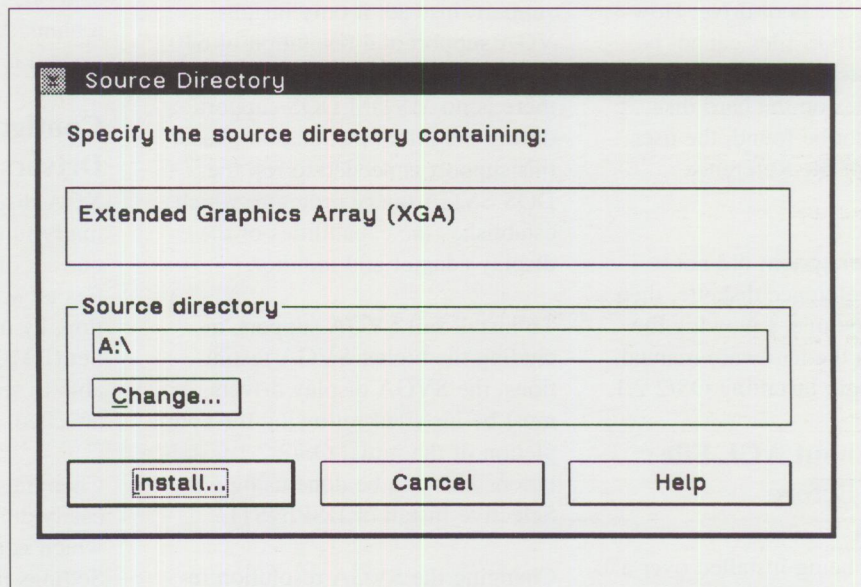 Source Directory
Specify the source directory containing:
Extended Graphics Array (XGA)
Source directory
A:\
Change...
Install...
Cancel
Help